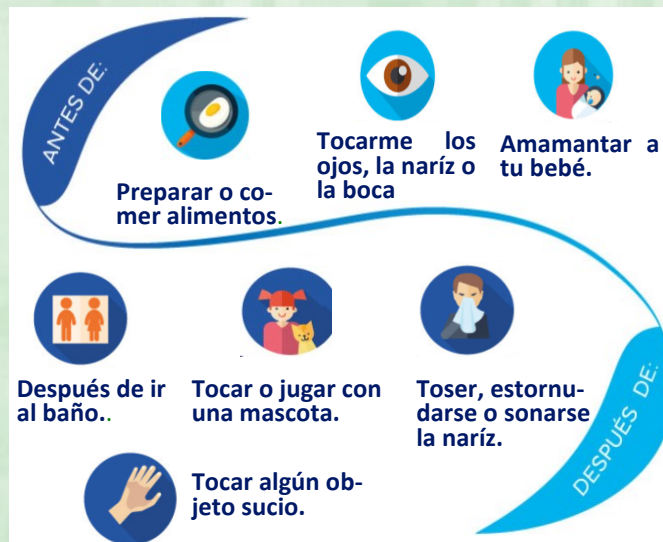 ANTES DE:
Preparar o co-
mer alimentos.
Tocarme los
ojos, la naríz o
la boca
Amamantar a
tu bebé.
Después de ir
al baño..
Tocar o jugar con
una mascota.
Toser, estornu-
darse o sonarse
la naríz.
Tocar algún ob-
jeto sucio.
DESPUÉS DE: